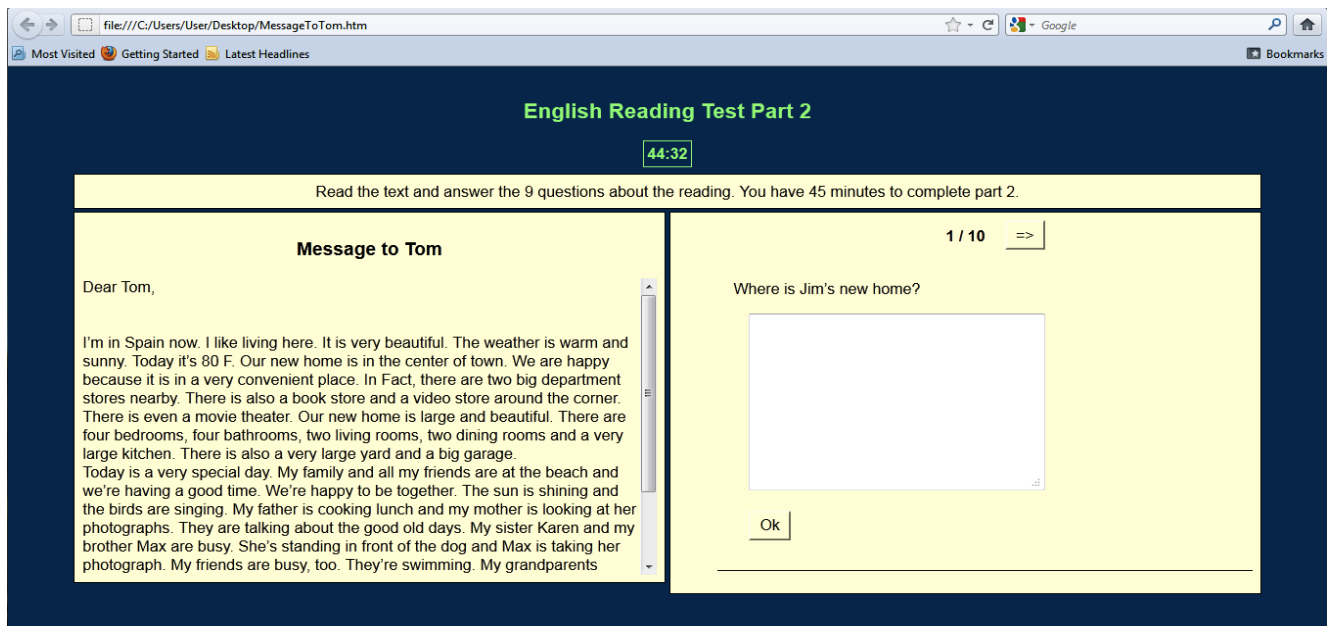 file:///C:/Users/User/Desktop/MessageToTom.htm
Google
Most Visited Getting Started Latest Headlines
Bookmarks
English Reading Test Part 2
44:32
Read the text and answer the 9 questions about the reading. You have 45 minutes to complete part 2.
Message to Tom
Dear Tom,
I'm in Spain now. I like living here. It is very beautiful. The weather is warm and
sunny. Today it's 80 F. Our new home is in the center of town. We are happy
because it is in a very convenient place. In Fact, there are two big department
stores nearby. There is also a book store and a video store around the corner.
There is even a movie theater. Our new home is large and beautiful. There are
four bedrooms, four bathrooms, two living rooms, two dining rooms and a very
large kitchen. There is also a very large yard and a big garage.
Today is a very special day. My family and all my friends are at the beach and
we're having a good time. We're happy to be together. The sun is shining and
the birds are singing. My father is cooking lunch and my mother is looking at her
photographs. They are talking about the good old days. My sister Karen and my
brother Max are busy. She's standing in front of the dog and Max is taking her
photograph. My friends are busy, too. They're swimming. My grandparents
1 / 10 =>
Where is Jim's new home?
Ok